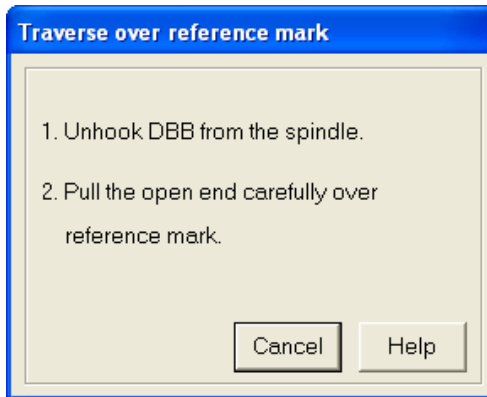 Traverse over reference mark
1. Unhook DBB from the spindle.
2. Pull the open end carefully over
reference mark.
Cancel Help